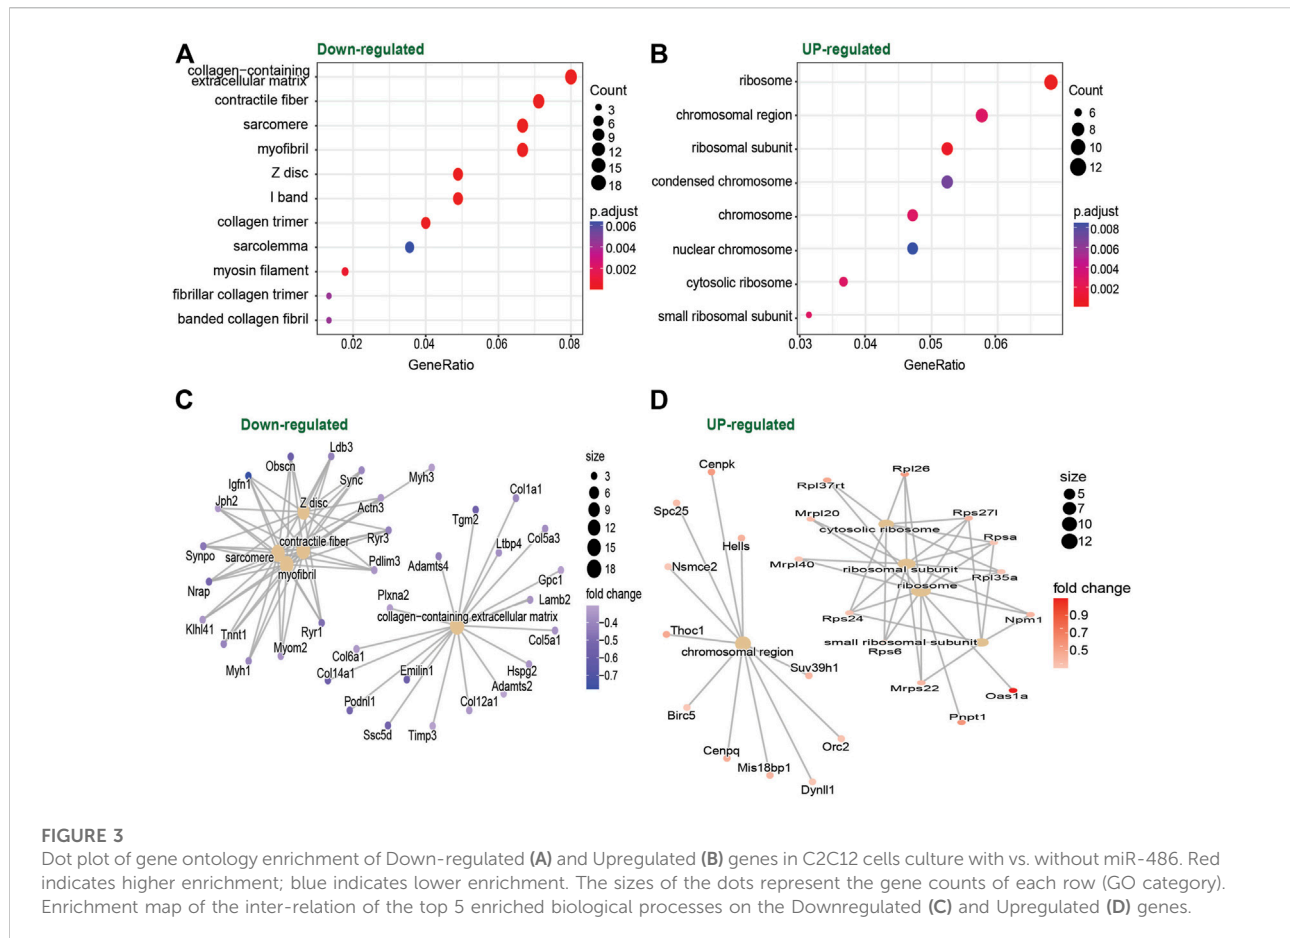 A
Down-regulated
collagen-containing
extracellular matrix
contractile fiber
sarcomere
myofibril
Z disc
I band
collagen trimer
sarcolemma
myosin filament
fibrillar collagen trimer
banded collagen fibril
0.02
0.04
0.06
0.08
GeneRatio
Count
3
6
9
12
15
18
p.adjust
0.006
0.004
0.002
B
UP-regulated
ribosome
chromosomal region
ribosomal subunit
condensed chromosome
chromosome
nuclear chromosome
cytosolic ribosome
small ribosomal subunit
0.03
0.04
0.05
0.06
GeneRatio
Count
6
8
10
12
p.adjust
0.008
0.006
0.004
0.002
C
Down-regulated
Ldb3
Obscn
Igfn1
Sync
Myh3
Jph2
Z disc
Actn3
Col1a1
Tgm2
contractile fiber
Ryr3
Ltbp4
Col5a3
Synpo
sarcomere
Pdlim3
Adamts4
myofibril
Gpc1
Nrap
Plxna2
Lamb2
collagen-containing extracellular matrix
Klhl41
Tnnt1
Ryr1
Col5a1
Myom2
Col6a1
Myh1
Col14a1
Emilin1
Hspg2
Adamts2
Podnl1
Col12a1
Ssc5d
Timp3
size
3
6
9
12
15
18
fold change
-0.4
-0.5
-0.6
-0.7
D
UP-regulated
Cenpk
Rpl26
Rpl37rt
Spc25
Mrpl20
Rps27l
cytosolic ribosome
Hells
Rpsa
Nsmce2
Mrpl40
ribosomal subunit
Rpl35a
ribosome
Rps24
Npm1
Thoc1
small ribosomal subunit
chromosomal region
Rps6
Suv39h1
Mrps22
Oas1a
Birc5
Pnpt1
Cenpq
Orc2
Mis18bp1
Dynll1
size
5
7
10
12
fold change
0.9
0.7
0.5
FIGURE 3
Dot plot of gene ontology enrichment of Down-regulated (A) and Upregulated (B) genes in C2C12 cells culture with vs. without miR-486. Red
indicates higher enrichment; blue indicates lower enrichment. The sizes of the dots represent the gene counts of each row (GO category).
Enrichment map of the inter-relation of the top 5 enriched biological processes on the Downregulated (C) and Upregulated (D) genes.